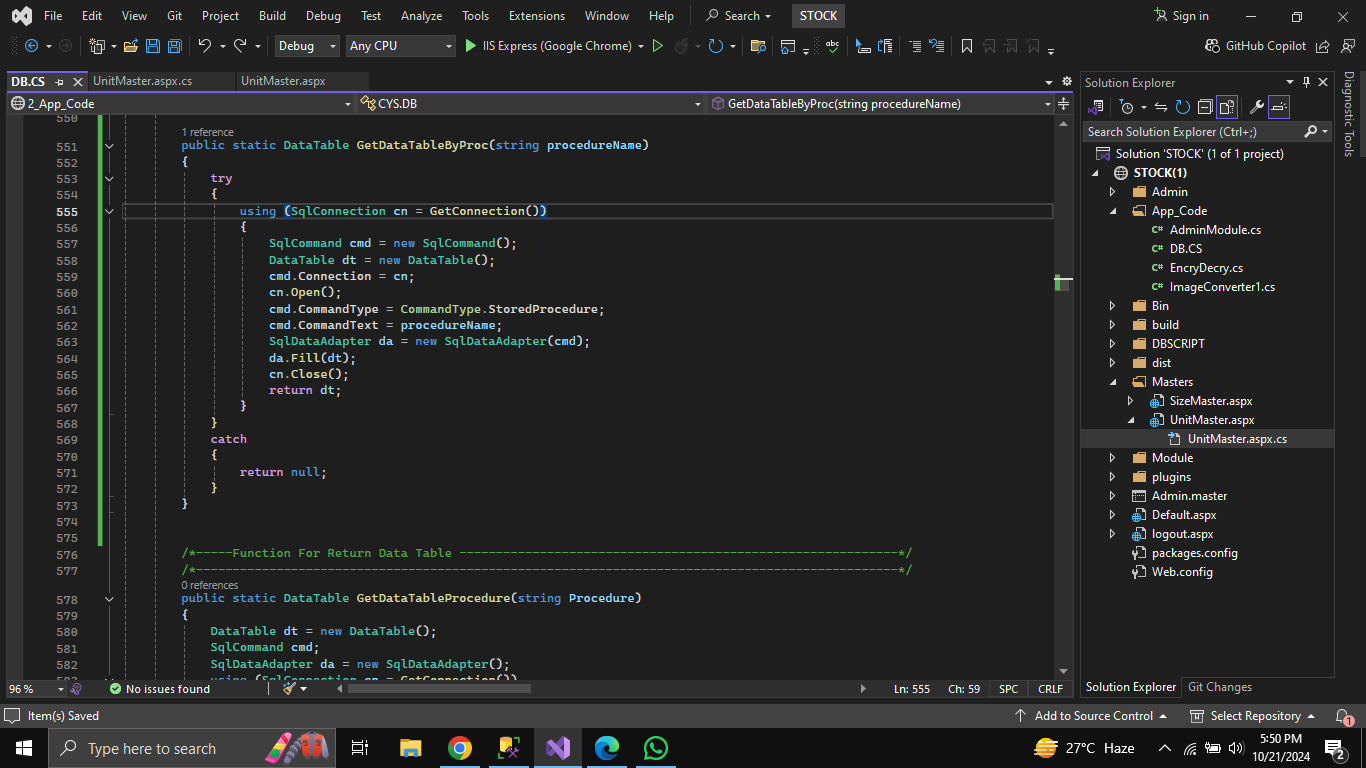 File Edit View Git Project Build Debug Test Analyze Tools Extensions Window Help Search STOCK Sign in
Debug Any CPU IIS Express (Google Chrome) GitHub Copilot
DB.CS UnitMaster.aspx.cs UnitMaster.aspx
2_App_Code CYS.DB GetDataTableByProc(string procedureName)
550
1 reference
551 public static DataTable GetDataTableByProc(string procedureName)
552 {
553 try
554 {
555 using (SqlConnection cn = GetConnection())
556 {
557 SqlCommand cmd = new SqlCommand();
558 DataTable dt = new DataTable();
559 cmd.Connection = cn;
560 cn.Open();
561 cmd.CommandType = CommandType.StoredProcedure;
562 cmd.CommandText = procedureName;
563 SqlDataAdapter da = new SqlDataAdapter(cmd);
564 da.Fill(dt);
565 cn.Close();
566 return dt;
567 }
568 }
569 catch
570 {
571 return null;
572 }
573 }
574
575
576 /*-----Function For Return Data Table ------------------------------------------------------------*/
577 /*------------------------------------------------------------------------------------------------*/
0 references
578 public static DataTable GetDataTableProcedure(string Procedure)
579 {
580 DataTable dt = new DataTable();
581 SqlCommand cmd;
582 SqlDataAdapter da = new SqlDataAdapter();
583 using (SqlConnection cn = GetConnection())
96 % No issues found Ln: 555 Ch: 59 SPC CRLF
Solution Explorer
Search Solution Explorer (Ctrl+;)
Solution 'STOCK' (1 of 1 project)
STOCK(1)
Admin
App_Code
C# AdminModule.cs
C# DB.CS
C# EncryDecry.cs
C# ImageConverter1.cs
Bin
build
DBSCRIPT
dist
Masters
SizeMaster.aspx
UnitMaster.aspx
UnitMaster.aspx.cs
Module
plugins
Admin.master
Default.aspx
logout.aspx
packages.config
Web.config
Solution Explorer Git Changes
Diagnostic Tools
Item(s) Saved Add to Source Control Select Repository 1
Type here to search 27°C Haze 5:50 PM
10/21/2024 2